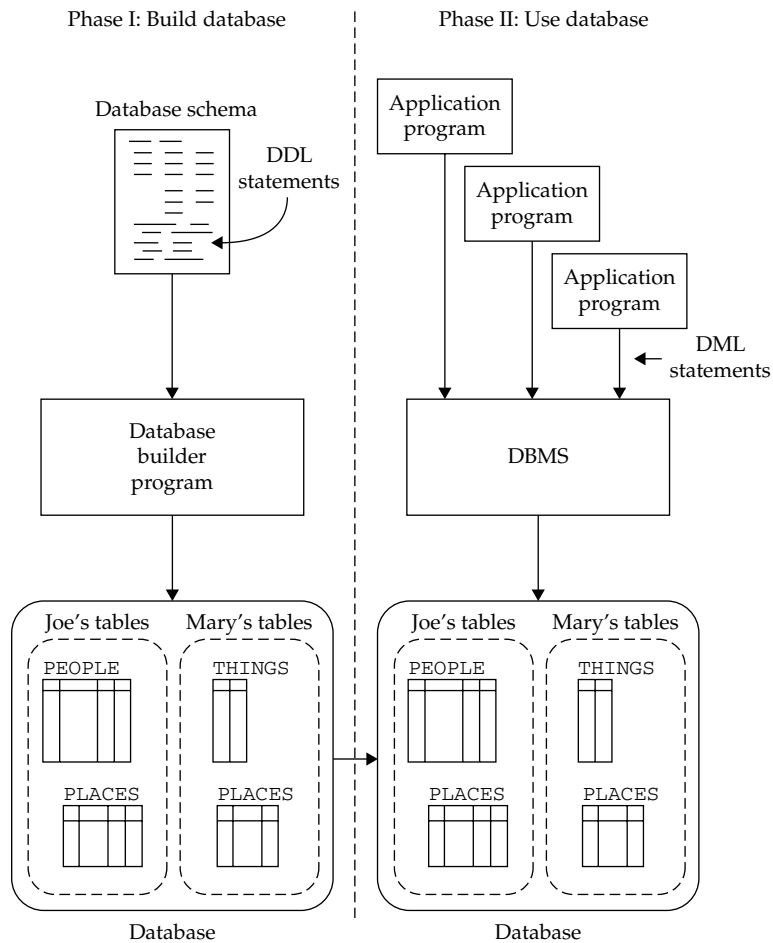 Phase I: Build database
Phase II: Use database
Database schema
DDL
statements
Application
program
Application
program
Application
program
DML
statements
Database
builder
program
DBMS
Joe's tables
Mary's tables
PEOPLE
THINGS
PLACES
PLACES
Database
Joe's tables
Mary's tables
PEOPLE
THINGS
PLACES
PLACES
Database